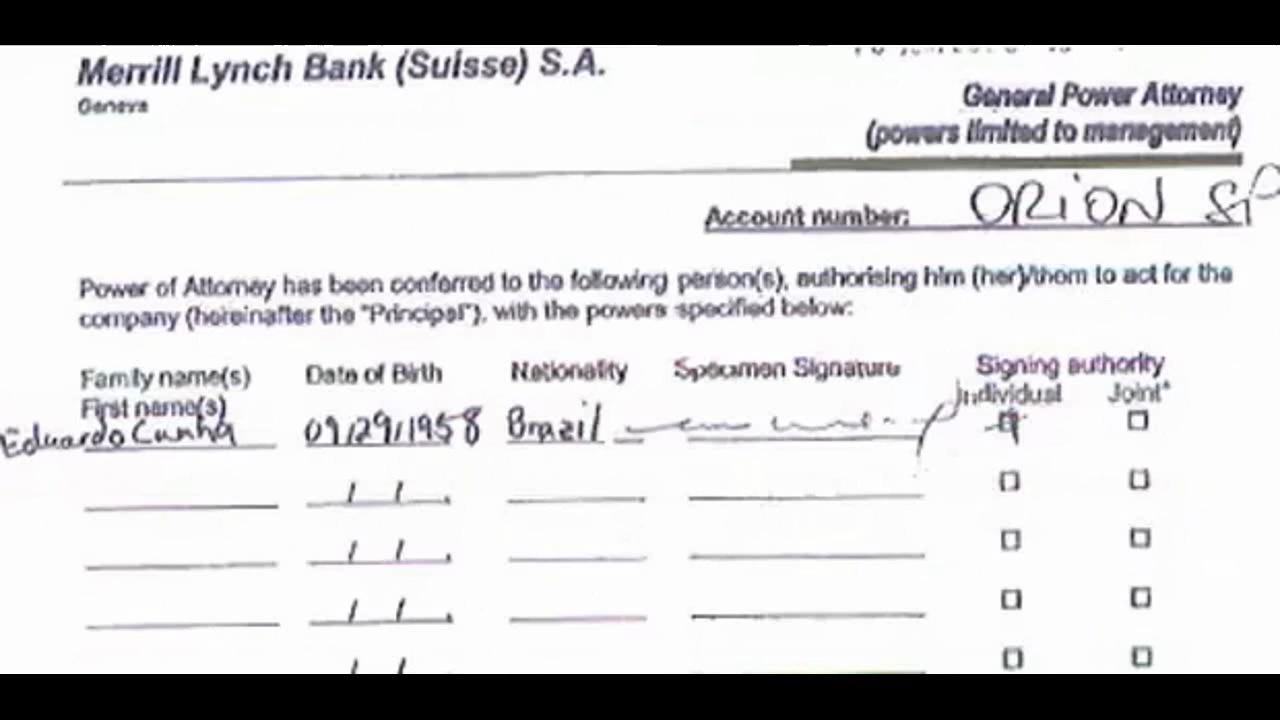 Merrill Lynch Bank (Suisse) S.A.
Geneva
General Power Attorney
(powers limited to management)
Account number: ORION SP
Power of Attorney has been conferred to the following person(s), authorising him (her)/them to act for the
company (hereinafter the "Principal"), with the powers specified below:
Family name(s) Date of Birth Nationality Specimen Signature Signing authority
First name(s) Individual Joint*
Eduardo Cunha 09/29/1958 Brazil
/ /
/ /
/ /
/ /